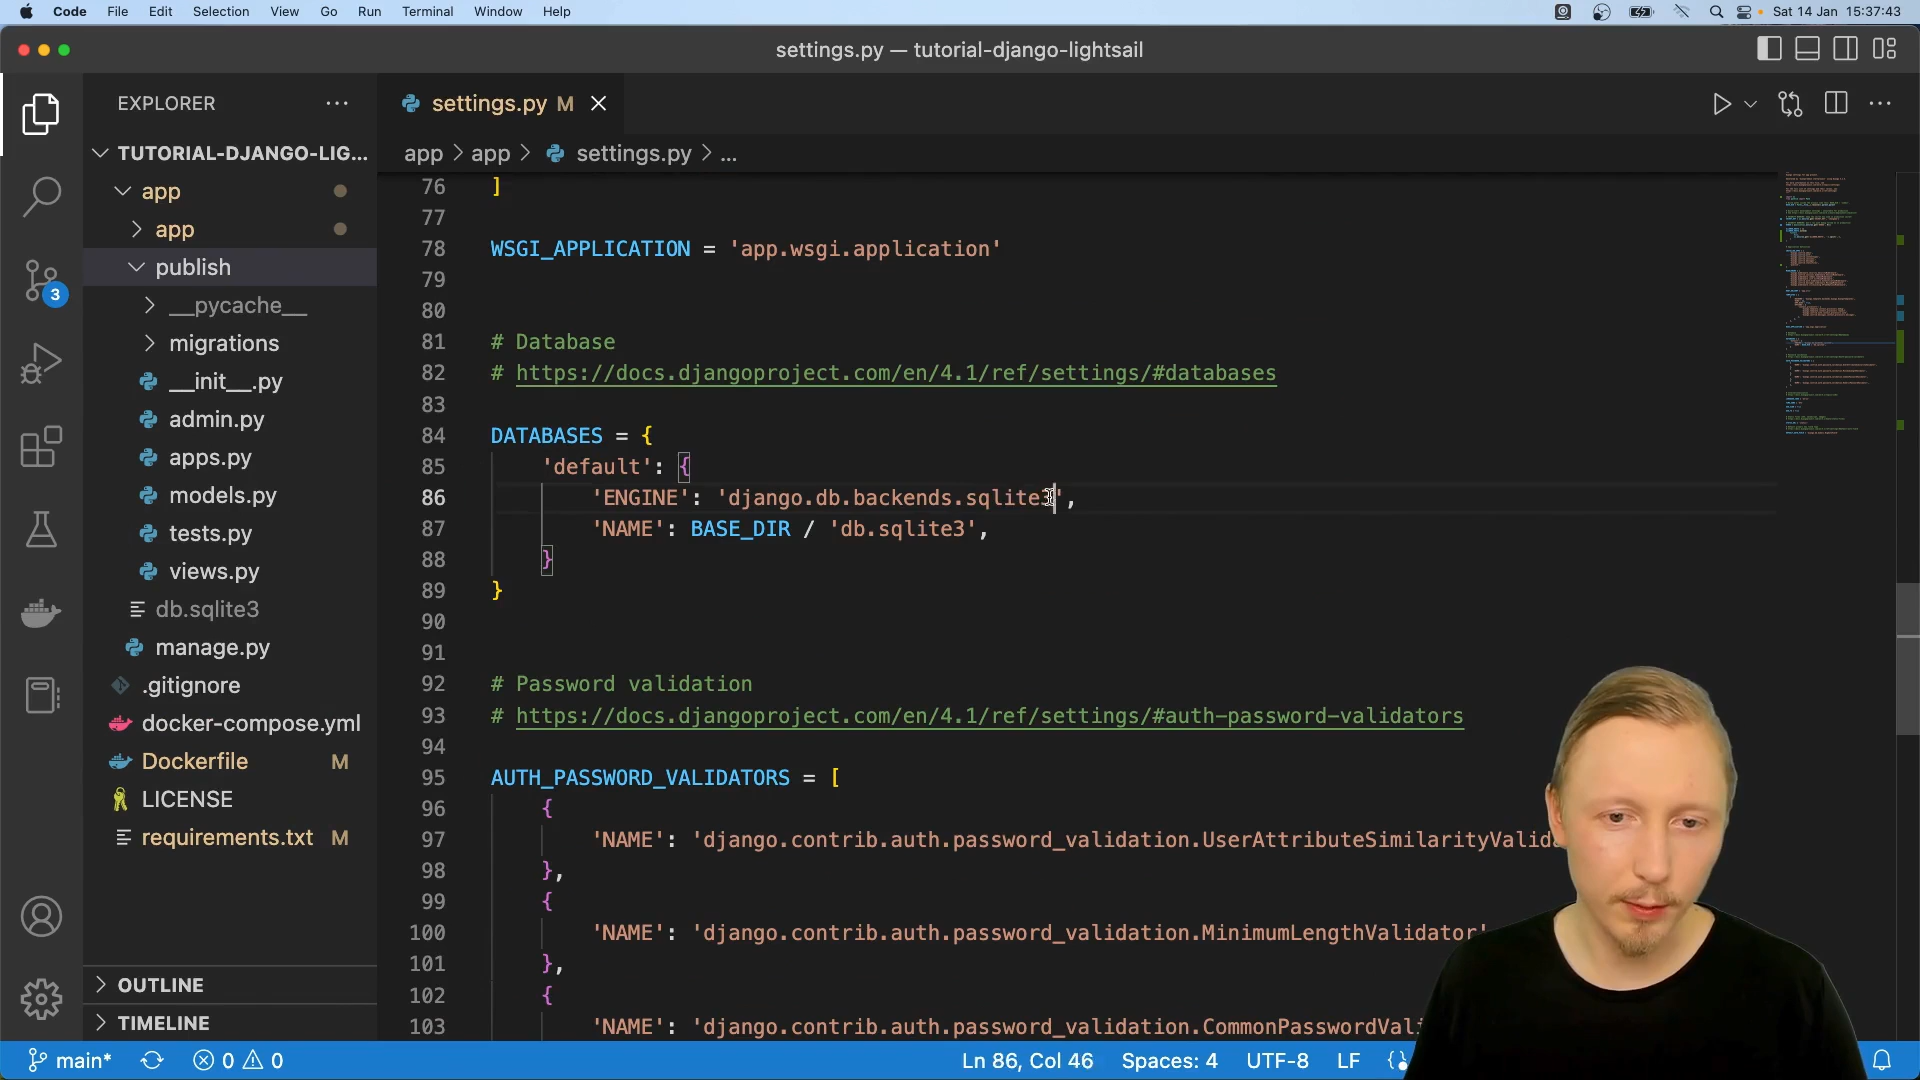 Code File Edit Selection View Go Run Terminal Window Help Sat 14 Jan 15:37:43
settings.py — tutorial-django-lightsail
EXPLORER
settings.py M
TUTORIAL-DJANGO-LIG...
app > app > settings.py > ...
app
app
publish
__pycache__
migrations
__init__.py
admin.py
apps.py
models.py
tests.py
views.py
db.sqlite3
manage.py
.gitignore
docker-compose.yml
Dockerfile M
LICENSE
requirements.txt M
OUTLINE
TIMELINE
3
76 ]
77
78 WSGI_APPLICATION = 'app.wsgi.application'
79
80
81 # Database
82 # https://docs.djangoproject.com/en/4.1/ref/settings/#databases
83
84 DATABASES = {
85 'default': {
86 'ENGINE': 'django.db.backends.sqlite3',
87 'NAME': BASE_DIR / 'db.sqlite3',
88 }
89 }
90
91
92 # Password validation
93 # https://docs.djangoproject.com/en/4.1/ref/settings/#auth-password-validators
94
95 AUTH_PASSWORD_VALIDATORS = [
96 {
97 'NAME': 'django.contrib.auth.password_validation.UserAttributeSimilarityValid
98 },
99 {
100 'NAME': 'django.contrib.auth.password_validation.MinimumLengthValidator'
101 },
102 {
103 'NAME': 'django.contrib.auth.password_validation.CommonPasswordVali
main* 0 0 Ln 86, Col 46 Spaces: 4 UTF-8 LF {